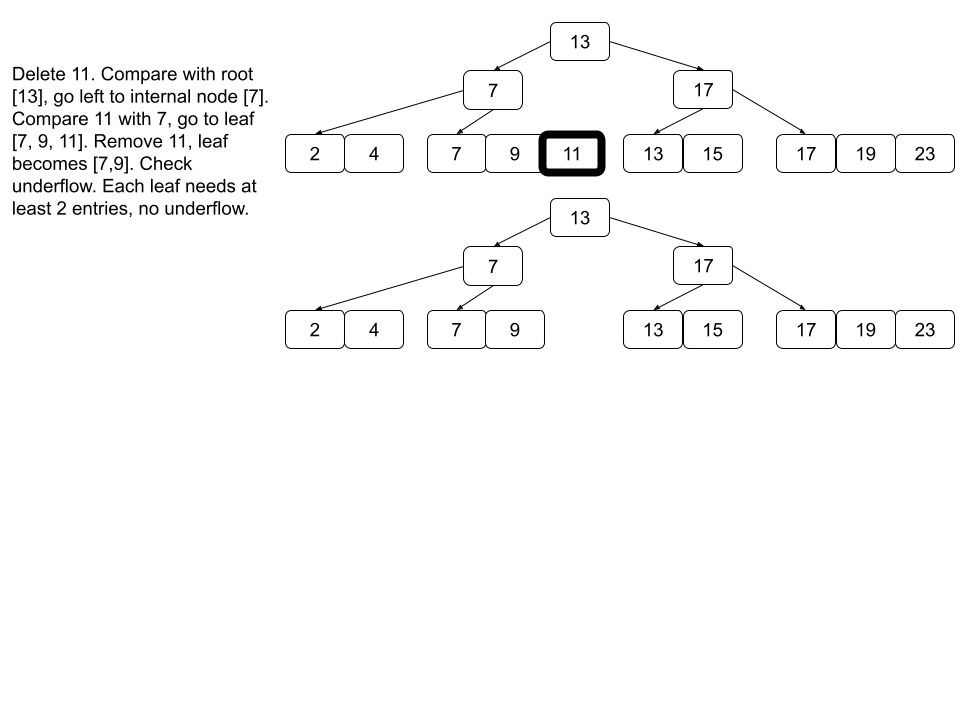 Delete 11. Compare with root
[13], go left to internal node [7].
Compare 11 with 7, go to leaf
[7, 9, 11]. Remove 11, leaf
becomes [7,9]. Check
underflow. Each leaf needs at
least 2 entries, no underflow.
13
7 17
2 4 7 9 11 13 15 17 19 23
13
7 17
2 4 7 9 13 15 17 19 23